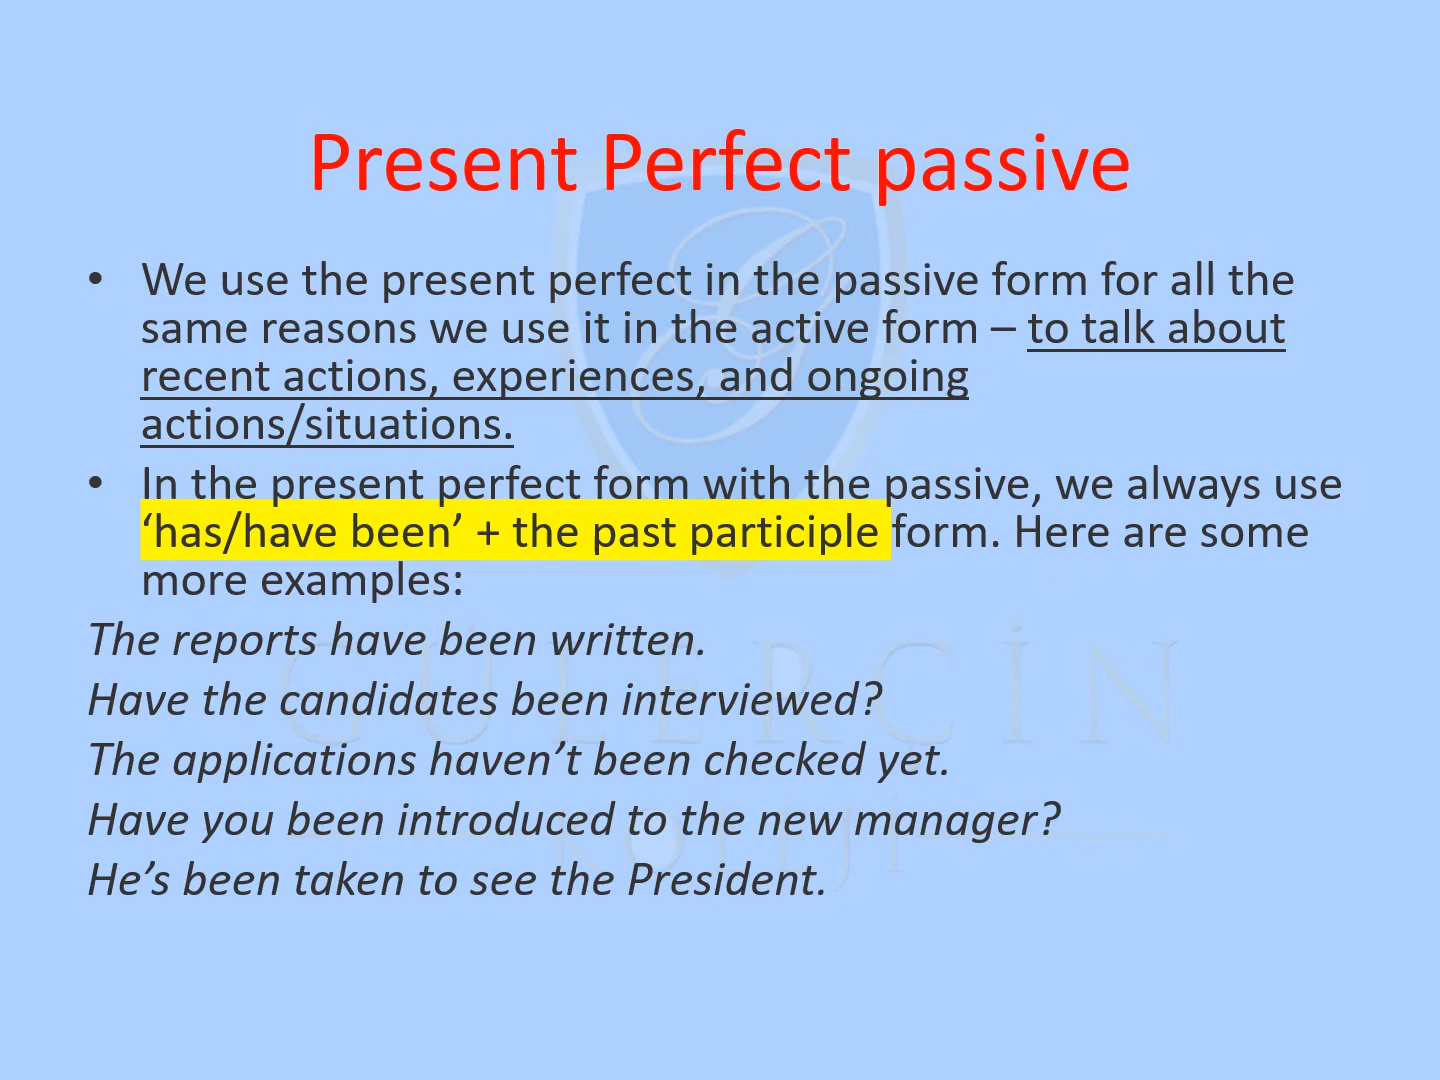 Present Perfect passive
• We use the present perfect in the passive form for all the
same reasons we use it in the active form – to talk about
recent actions, experiences, and ongoing
actions/situations.
• In the present perfect form with the passive, we always use
‘has/have been’ + the past participle form. Here are some
more examples:
The reports have been written.
GÜLERÇİN
Have the candidates been interviewed?
The applications haven’t been checked yet.
Have you been introduced to the new manager?
KOLEJİ
He’s been taken to see the President.